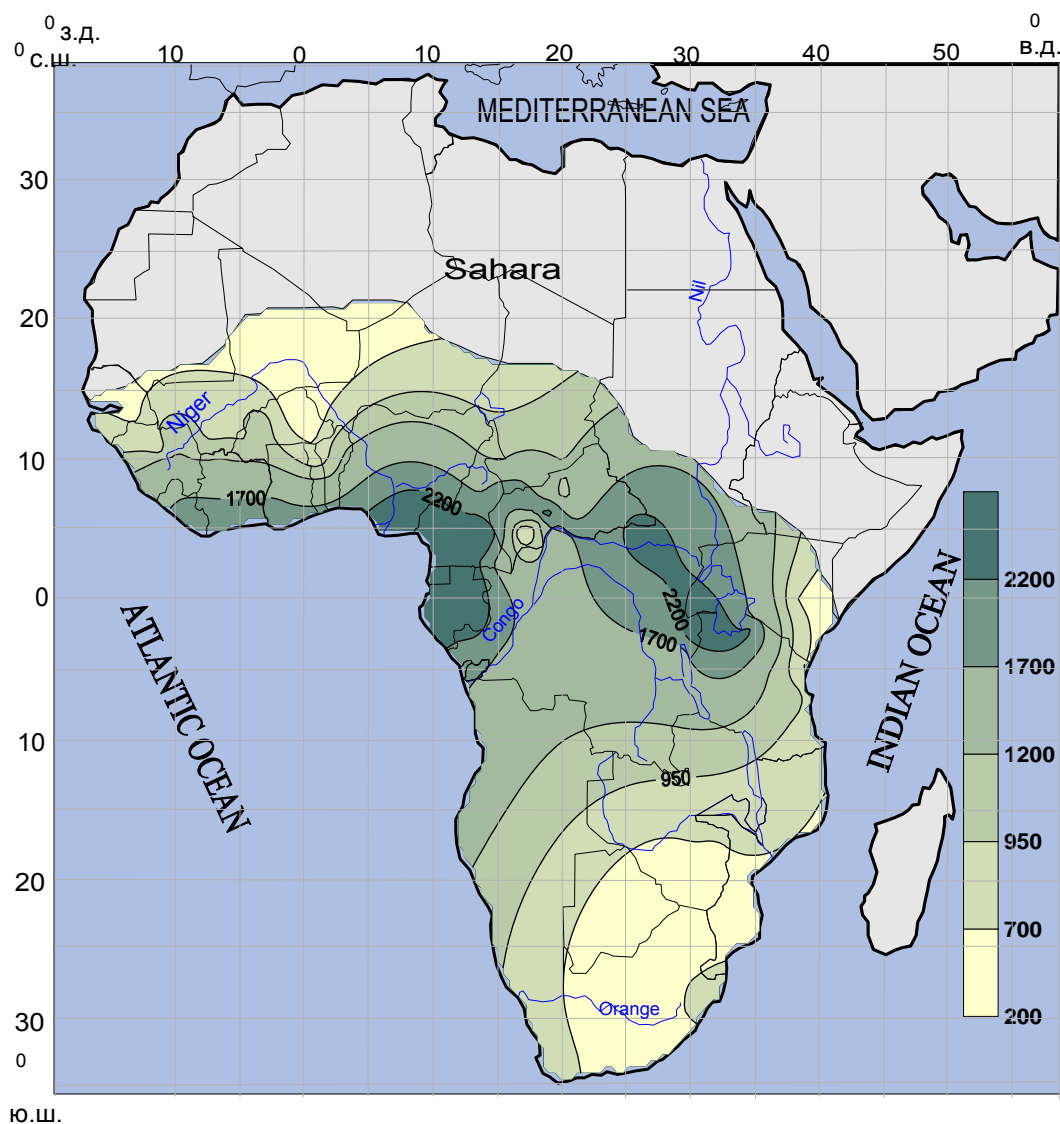 0 з.д. 0
0 с.ш. 10 0 10 20 30 40 50 в.д.
MEDITERRANEAN SEA
30
Sahara
Nil
20
Niger
10
1700
2200
2200
ATLANTIC OCEAN
0
2200
Congo
1700
INDIAN OCEAN
1700
10
1200
950
950
20
700
Orange
200
30
0
ю.ш.